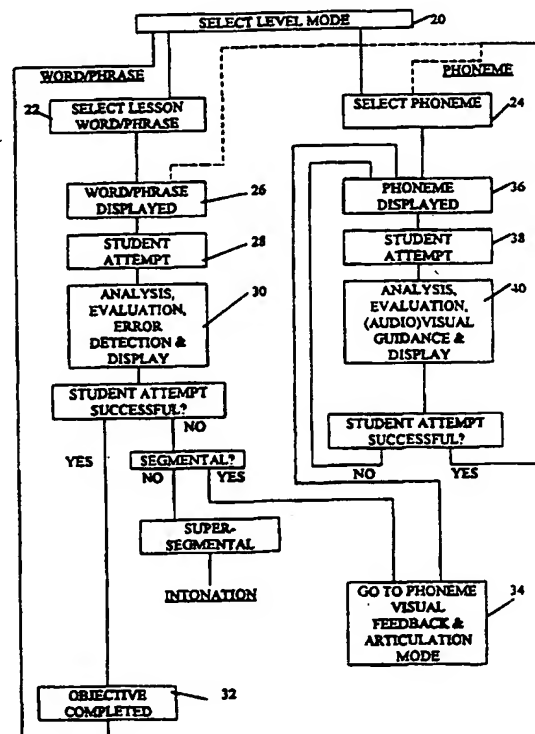 SELECT LEVEL MODE
20
WORD/PHRASE
PHONEME
22
SELECT LESSON
WORD/PHRASE
SELECT PHONEME
24
WORD/PHRASE
DISPLAYED
26
PHONEME
DISPLAYED
36
STUDENT
ATTEMPT
28
STUDENT
ATTEMPT
38
ANALYSIS,
EVALUATION,
ERROR
DETECTION &
DISPLAY
30
ANALYSIS,
EVALUATION,
(AUDIO)VISUAL
GUIDANCE &
DISPLAY
40
STUDENT ATTEMPT
SUCCESSFUL?
NO
YES
STUDENT ATTEMPT
SUCCESSFUL?
NO YES
SEGMENTAL?
NO YES
SUPER-
SEGMENTAL
INTONATION
GO TO PHONEME
VISUAL
FEEDBACK &
ARTICULATION
MODE
34
OBJECTIVE
COMPLETED
32